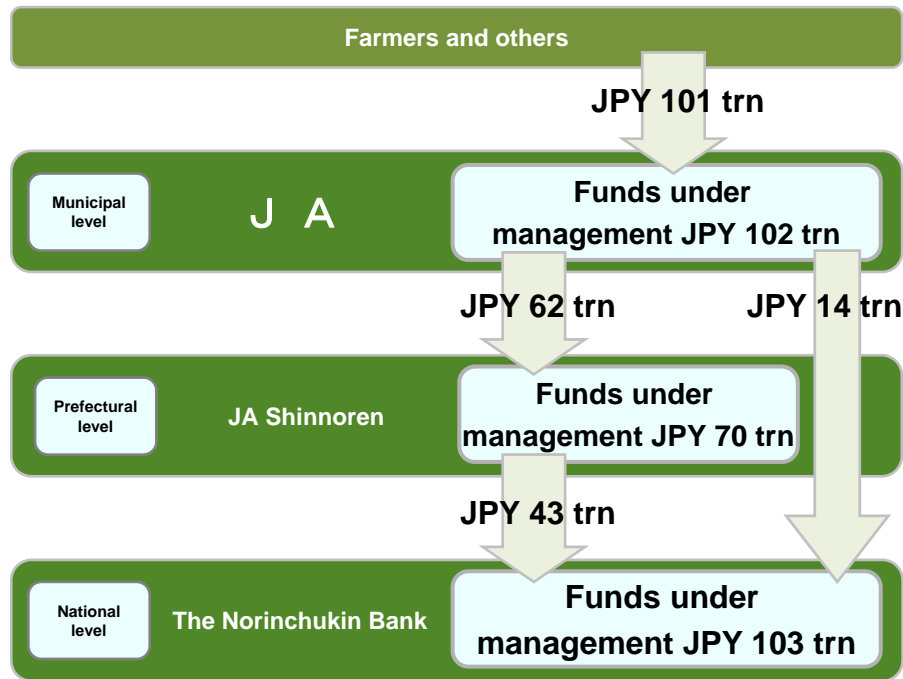 Farmers and others
JPY 101 trn
Municipal
level
Ｊ Ａ
Funds under
management JPY 102 trn
JPY 62 trn
JPY 14 trn
Prefectural
level
JA Shinnoren
Funds under
management JPY 70 trn
JPY 43 trn
National
level
The Norinchukin Bank
Funds under
management JPY 103 trn